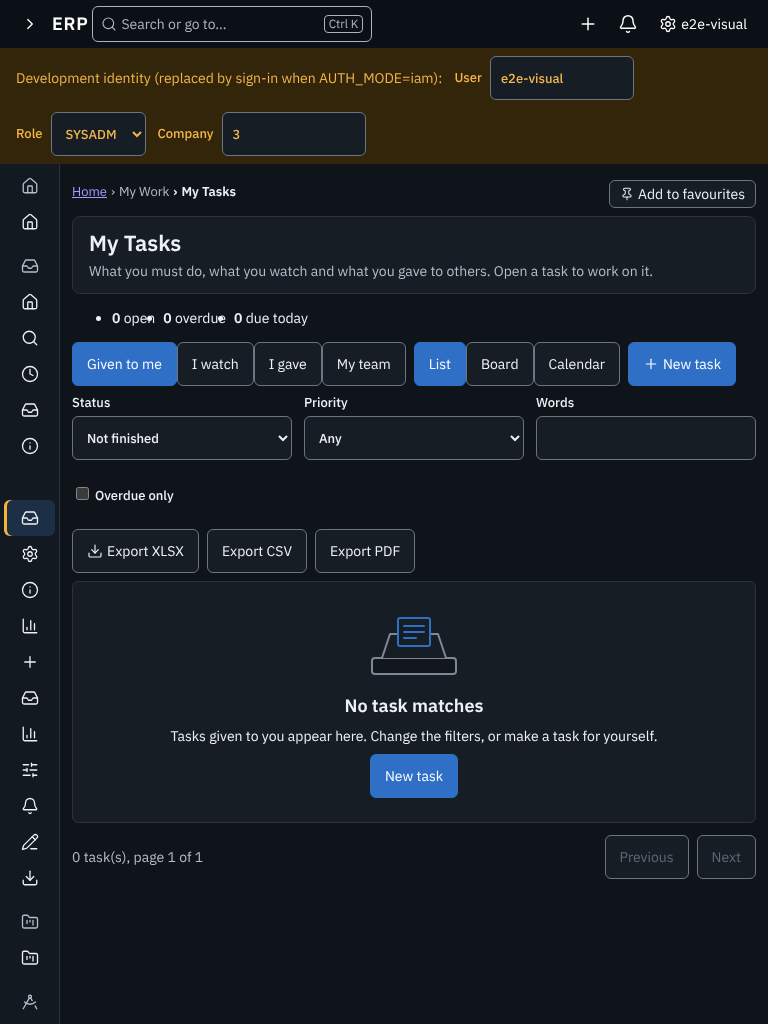 ERP Search or go to... Ctrl K e2e-visual
Development identity (replaced by sign-in when AUTH_MODE=iam): User e2e-visual
Role SYSADM Company 3
Home › My Work › My Tasks Add to favourites
My Tasks
What you must do, what you watch and what you gave to others. Open a task to work on it.
• 0 open • 0 overdue • 0 due today
Given to me I watch I gave My team List Board Calendar + New task
Status Priority Words
Not finished Any
Overdue only
Export XLSX Export CSV Export PDF
No task matches
Tasks given to you appear here. Change the filters, or make a task for yourself.
New task
0 task(s), page 1 of 1 Previous Next